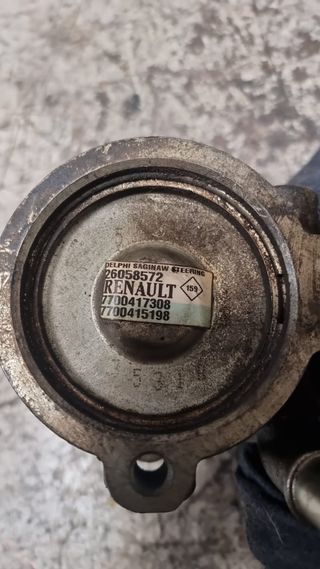 DELPHI SAGINAW STEERING
26058572
RENAULT
159
7700417308
7700415198